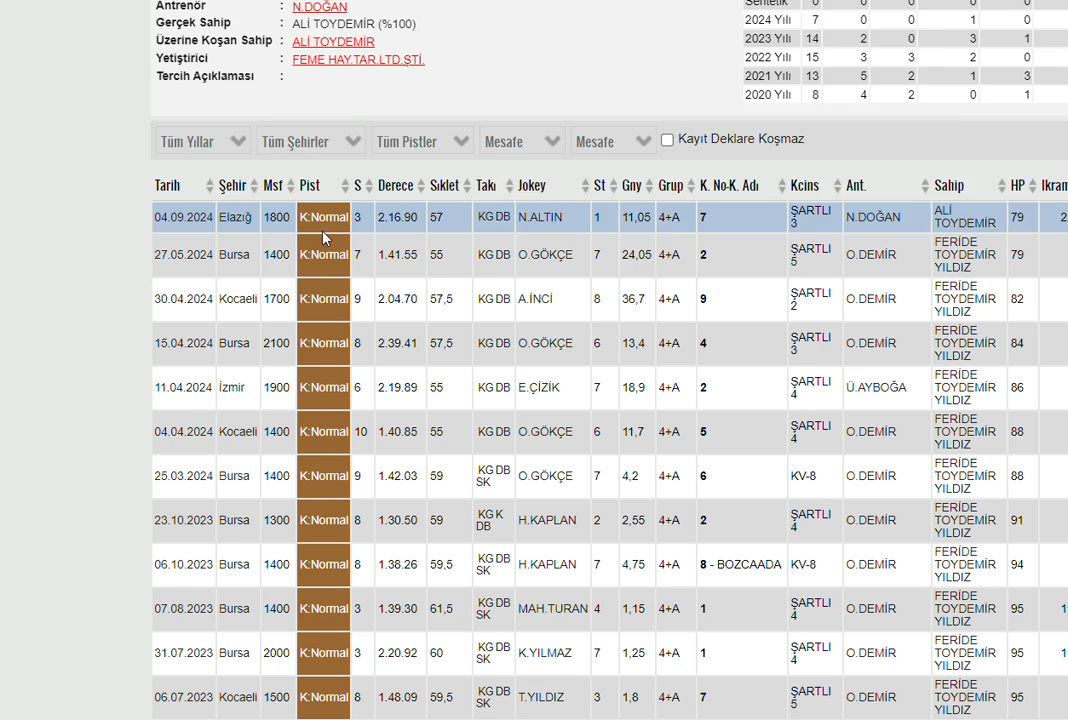 Antrenör : N.DOĞAN
Gerçek Sahip : ALİ TOYDEMİR (%100)
Üzerine Koşan Sahip : ALİ TOYDEMİR
Yetiştirici : FEME HAY.TAR.LTD.ŞTİ.
Tercih Açıklaması :
Sentetik 0 0 0 0 0
2024 Yılı 7 0 0 1 0
2023 Yılı 14 2 0 3 1
2022 Yılı 15 3 3 2 0
2021 Yılı 13 5 2 1 3
2020 Yılı 8 4 2 0 1
Tüm Yıllar Tüm Şehirler Tüm Pistler Mesafe Mesafe Kayıt Deklare Koşmaz
Tarih Şehir Msf Pist S Derece Sıklet Takı Jokey St Gny Grup K. No-K. Adı Kcins Ant. Sahip HP Ikram
04.09.2024 Elazığ 1800 K:Normal 3 2.16.90 57 KG DB N.ALTIN 1 11,05 4+A 7 ŞARTLI 3 N.DOĞAN ALİ TOYDEMİR 79 2
27.05.2024 Bursa 1400 K:Normal 7 1.41.55 55 KG DB O.GÖKÇE 7 24,05 4+A 2 ŞARTLI 5 O.DEMİR FERİDE TOYDEMİR YILDIZ 79
30.04.2024 Kocaeli 1700 K:Normal 9 2.04.70 57,5 KG DB A.İNCİ 8 36,7 4+A 9 ŞARTLI 2 O.DEMİR FERİDE TOYDEMİR YILDIZ 82
15.04.2024 Bursa 2100 K:Normal 8 2.39.41 57,5 KG DB O.GÖKÇE 6 13,4 4+A 4 ŞARTLI 3 O.DEMİR FERİDE TOYDEMİR YILDIZ 84
11.04.2024 İzmir 1900 K:Normal 6 2.19.89 55 KG DB E.ÇİZİK 7 18,9 4+A 2 ŞARTLI 4 Ü.AYBOĞA FERİDE TOYDEMİR YILDIZ 86
04.04.2024 Kocaeli 1400 K:Normal 10 1.40.85 55 KG DB O.GÖKÇE 6 11,7 4+A 5 ŞARTLI 4 O.DEMİR FERİDE TOYDEMİR YILDIZ 88
25.03.2024 Bursa 1400 K:Normal 9 1.42.03 59 KG DB SK O.GÖKÇE 7 4,2 4+A 6 KV-8 O.DEMİR FERİDE TOYDEMİR YILDIZ 88
23.10.2023 Bursa 1300 K:Normal 8 1.30.50 59 KG K DB H.KAPLAN 2 2,55 4+A 2 ŞARTLI 4 O.DEMİR FERİDE TOYDEMİR YILDIZ 91
06.10.2023 Bursa 1400 K:Normal 8 1.38.26 59,5 KG DB SK H.KAPLAN 7 4,75 4+A 8 - BOZCAADA KV-8 O.DEMİR FERİDE TOYDEMİR YILDIZ 94
07.08.2023 Bursa 1400 K:Normal 3 1.39.30 61,5 KG DB SK MAH.TURAN 4 1,15 4+A 1 ŞARTLI 4 O.DEMİR FERİDE TOYDEMİR YILDIZ 95
31.07.2023 Bursa 2000 K:Normal 3 2.20.92 60 KG DB SK K.YILMAZ 7 1,25 4+A 1 ŞARTLI 4 O.DEMİR FERİDE TOYDEMİR YILDIZ 95
06.07.2023 Kocaeli 1500 K:Normal 8 1.48.09 59,5 KG DB SK T.YILDIZ 3 1,8 4+A 7 ŞARTLI 5 O.DEMİR FERİDE TOYDEMİR YILDIZ 95